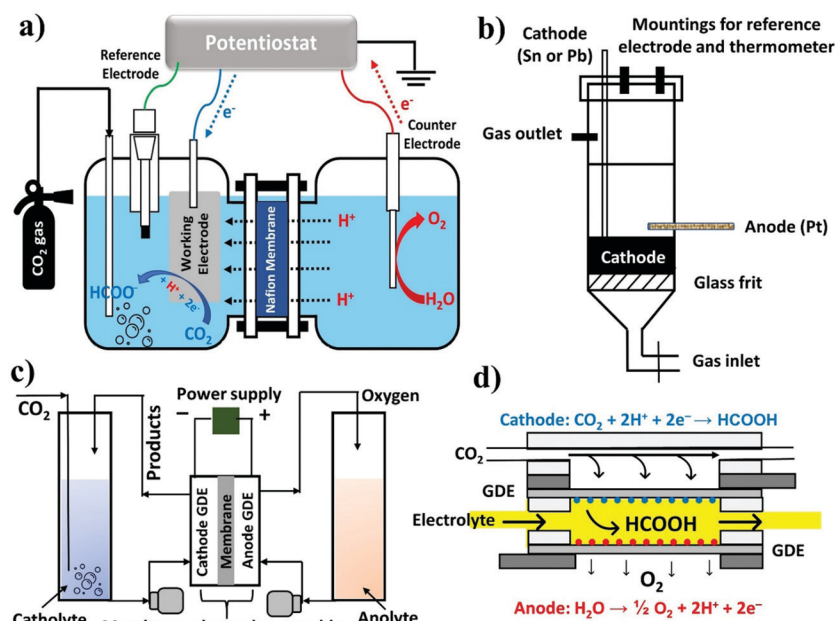 a)
Potentiostat
Reference
Electrode
e⁻
e⁻
Counter
Electrode
CO₂ gas
Working
Electrode
Nafion Membrane
H⁺
H⁺
O₂
H₂O
HCOO⁻
+ H⁺ + 2e⁻
CO₂
b)
Cathode
(Sn or Pb)
Mountings for reference
electrode and thermometer
Gas outlet
Anode (Pt)
Cathode
Glass frit
Gas inlet
c)
CO₂
Products
Power supply
− +
Oxygen
Cathode GDE
Membrane
Anode GDE
Catholyte
Anolyte
d)
Cathode: CO₂ + 2H⁺ + 2e⁻ → HCOOH
CO₂
GDE
Electrolyte
HCOOH
GDE
O₂
Anode: H₂O → ½ O₂ + 2H⁺ + 2e⁻